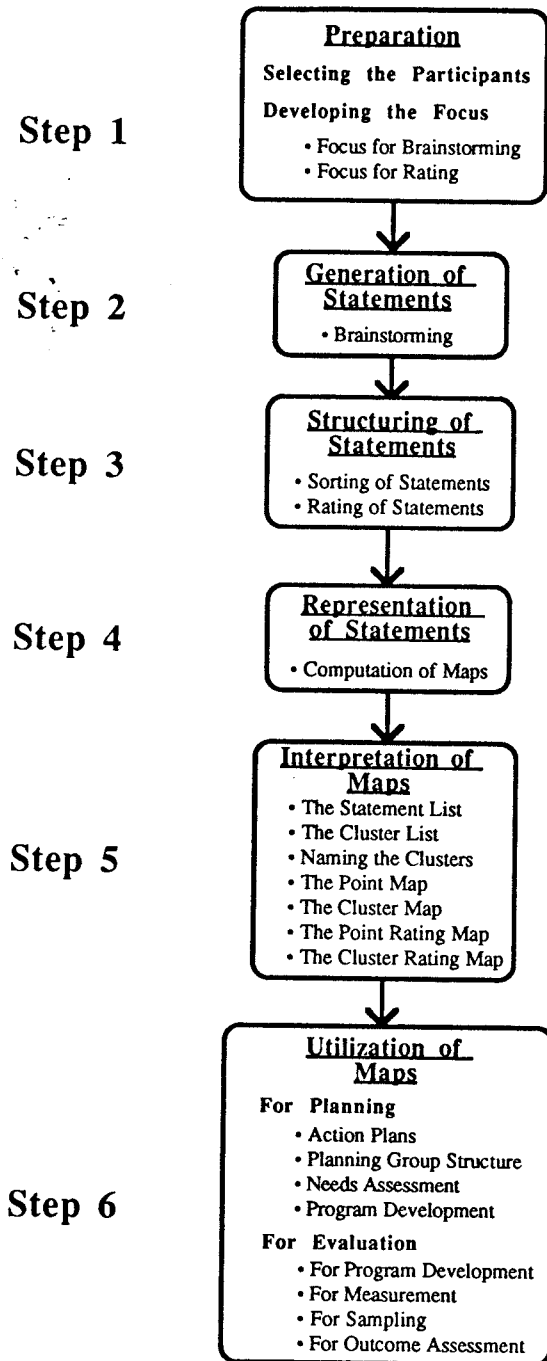 Step 1
Preparation
Selecting the Participants
Developing the Focus
• Focus for Brainstorming
• Focus for Rating
Step 2
Generation of
Statements
• Brainstorming
Step 3
Structuring of
Statements
• Sorting of Statements
• Rating of Statements
Step 4
Representation
of Statements
• Computation of Maps
Step 5
Interpretation of
Maps
• The Statement List
• The Cluster List
• Naming the Clusters
• The Point Map
• The Cluster Map
• The Point Rating Map
• The Cluster Rating Map
Step 6
Utilization of
Maps
For Planning
• Action Plans
• Planning Group Structure
• Needs Assessment
• Program Development
For Evaluation
• For Program Development
• For Measurement
• For Sampling
• For Outcome Assessment